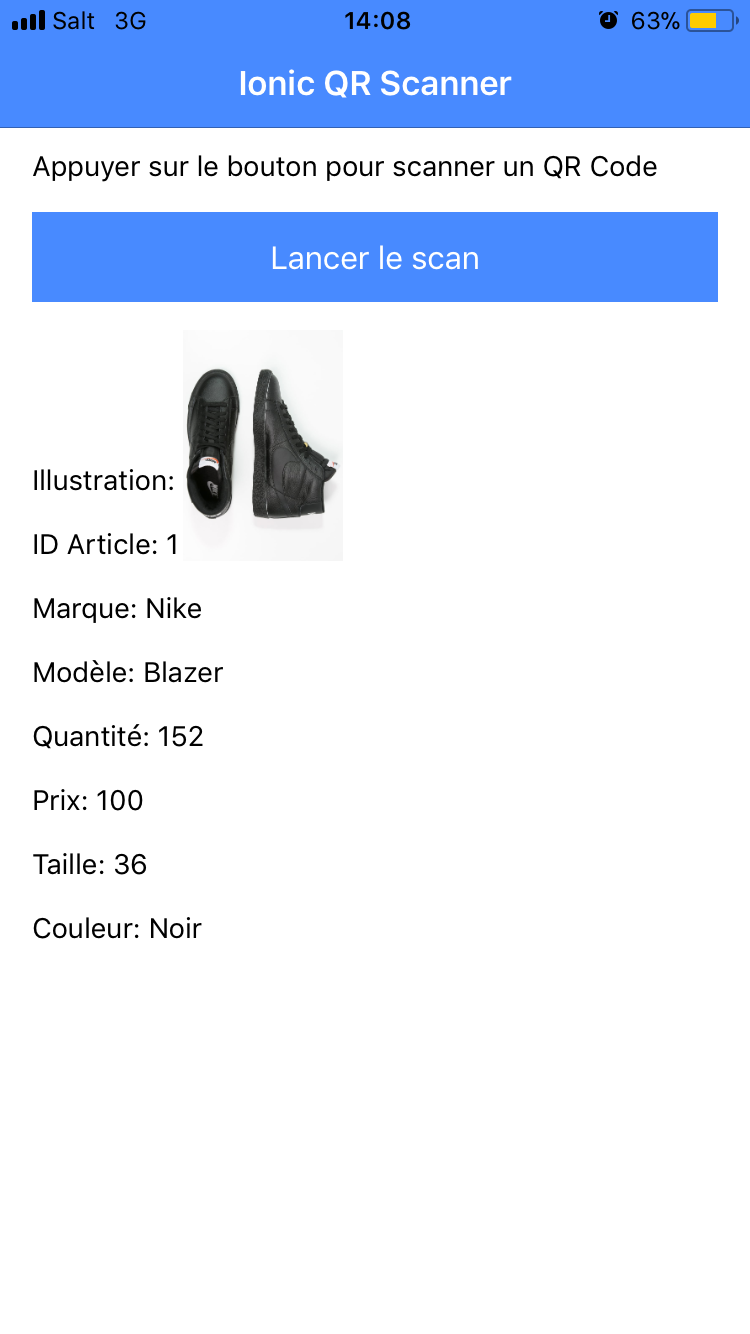 Salt 3G 14:08 63%
Ionic QR Scanner
Appuyer sur le bouton pour scanner un QR Code
Lancer le scan
Illustration:
ID Article: 1
Marque: Nike
Modèle: Blazer
Quantité: 152
Prix: 100
Taille: 36
Couleur: Noir